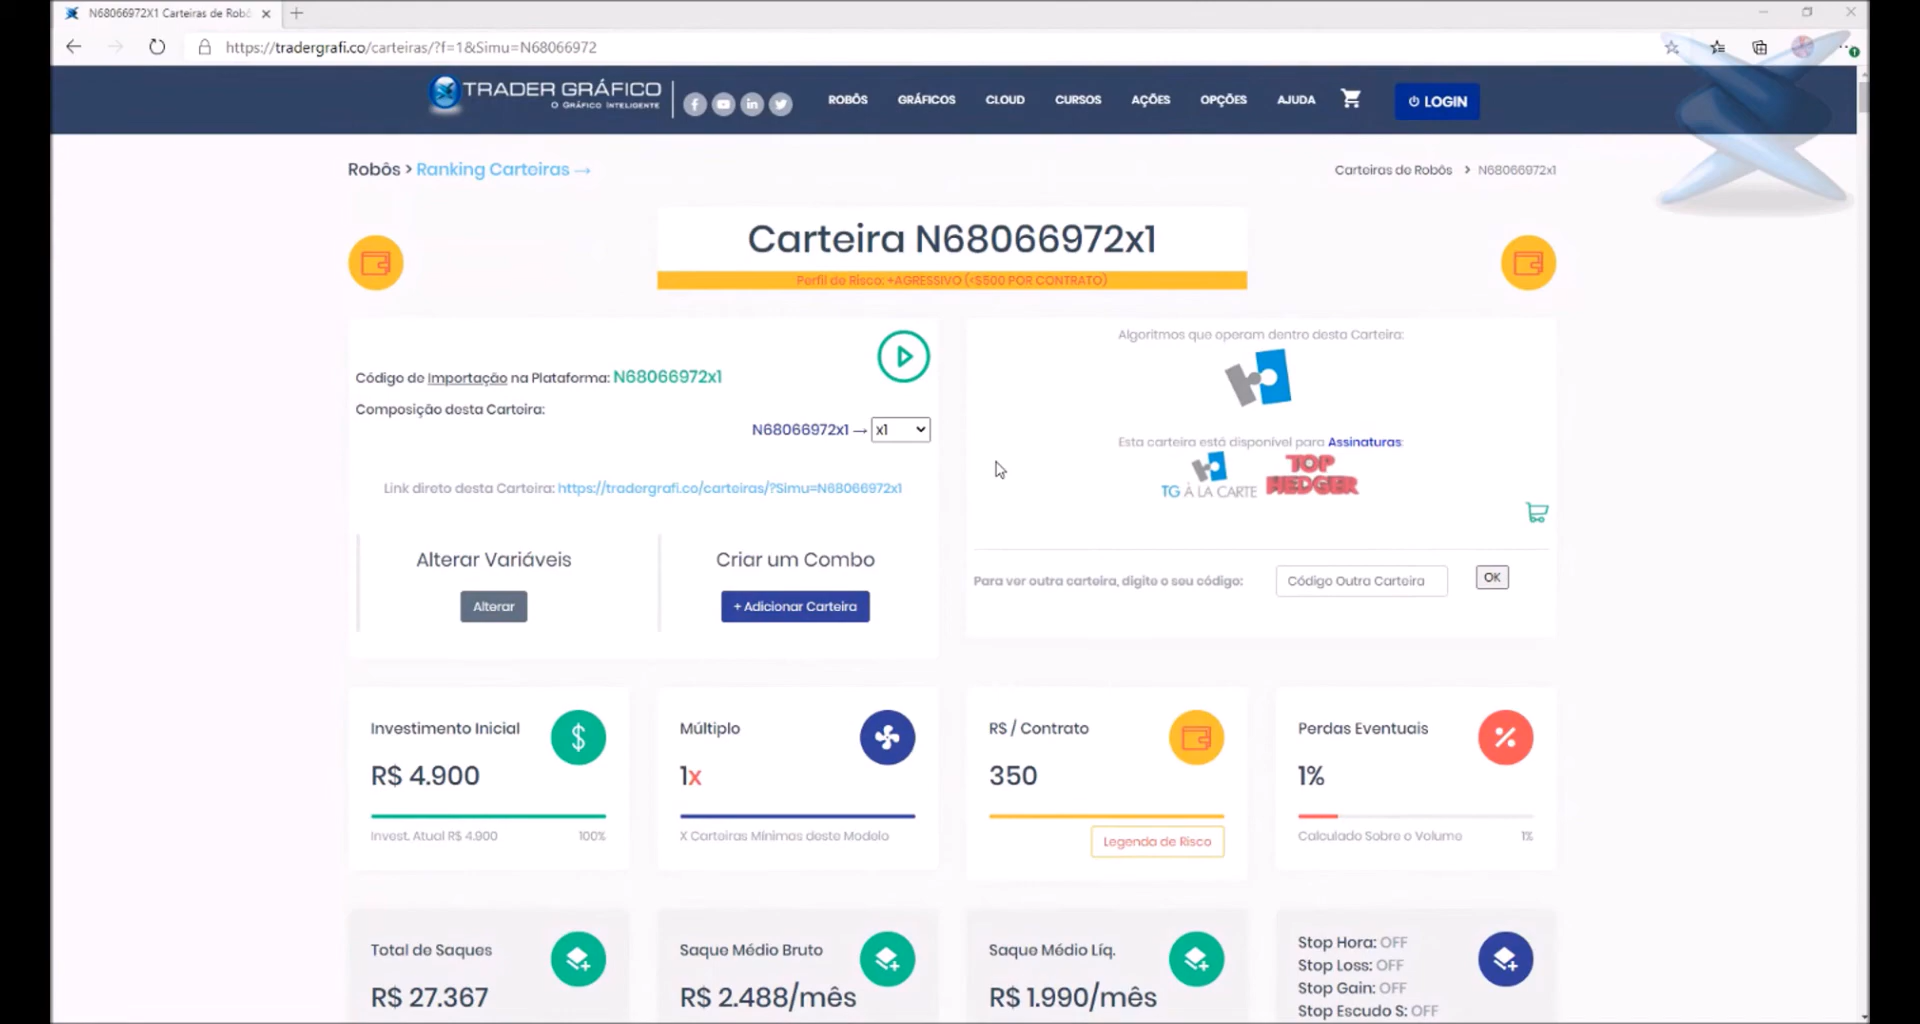 N68066972X1 Carteiras de Robô
https://tradergrafi.co/carteiras/?f=1&Simu=N68066972
TRADER GRÁFICO
O GRÁFICO INTELIGENTE
ROBÔS GRÁFICOS CLOUD CURSOS AÇÕES OPÇÕES AJUDA LOGIN
Robôs > Ranking Carteiras →
Carteiras de Robôs > N68066972x1
Carteira N68066972x1
Perfil de Risco: +AGRESSIVO (<$500 POR CONTRATO)
Código de Importação na Plataforma: N68066972x1
Composição desta Carteira:
N68066972x1 → x1
Link direto desta Carteira: https://tradergrafi.co/carteiras/?Simu=N68066972x1
Alterar Variáveis
Alterar
Criar um Combo
+ Adicionar Carteira
Algoritmos que operam dentro desta Carteira:
Esta carteira está disponível para Assinaturas:
TG À LA CARTE
TOP
HEDGER
Para ver outra carteira, digite o seu código: Código Outra Carteira OK
Investimento Inicial
R$ 4.900
Invest. Atual R$ 4.900 100%
Múltiplo
1x
X Carteiras Mínimas deste Modelo
R$ / Contrato
350
Legenda de Risco
Perdas Eventuais
1%
Calculado Sobre o Volume 1%
Total de Saques
R$ 27.367
Saque Médio Bruto
R$ 2.488/mês
Saque Médio Líq.
R$ 1.990/mês
Stop Hora: OFF
Stop Loss: OFF
Stop Gain: OFF
Stop Escudo S: OFF